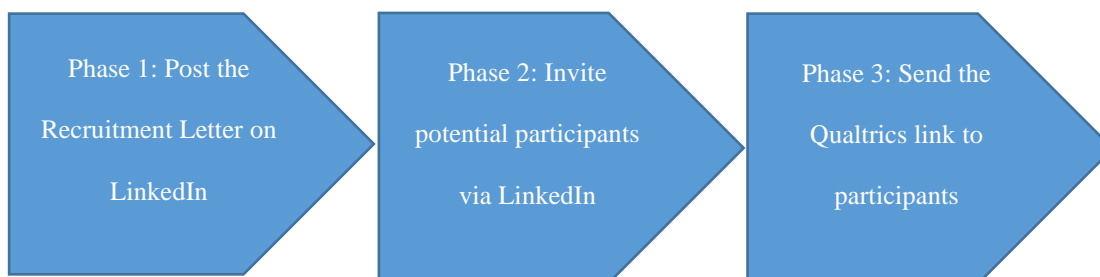 Phase 1: Post the
Recruitment Letter on
LinkedIn
Phase 2: Invite
potential participants
via LinkedIn
Phase 3: Send the
Qualtrics link to
participants